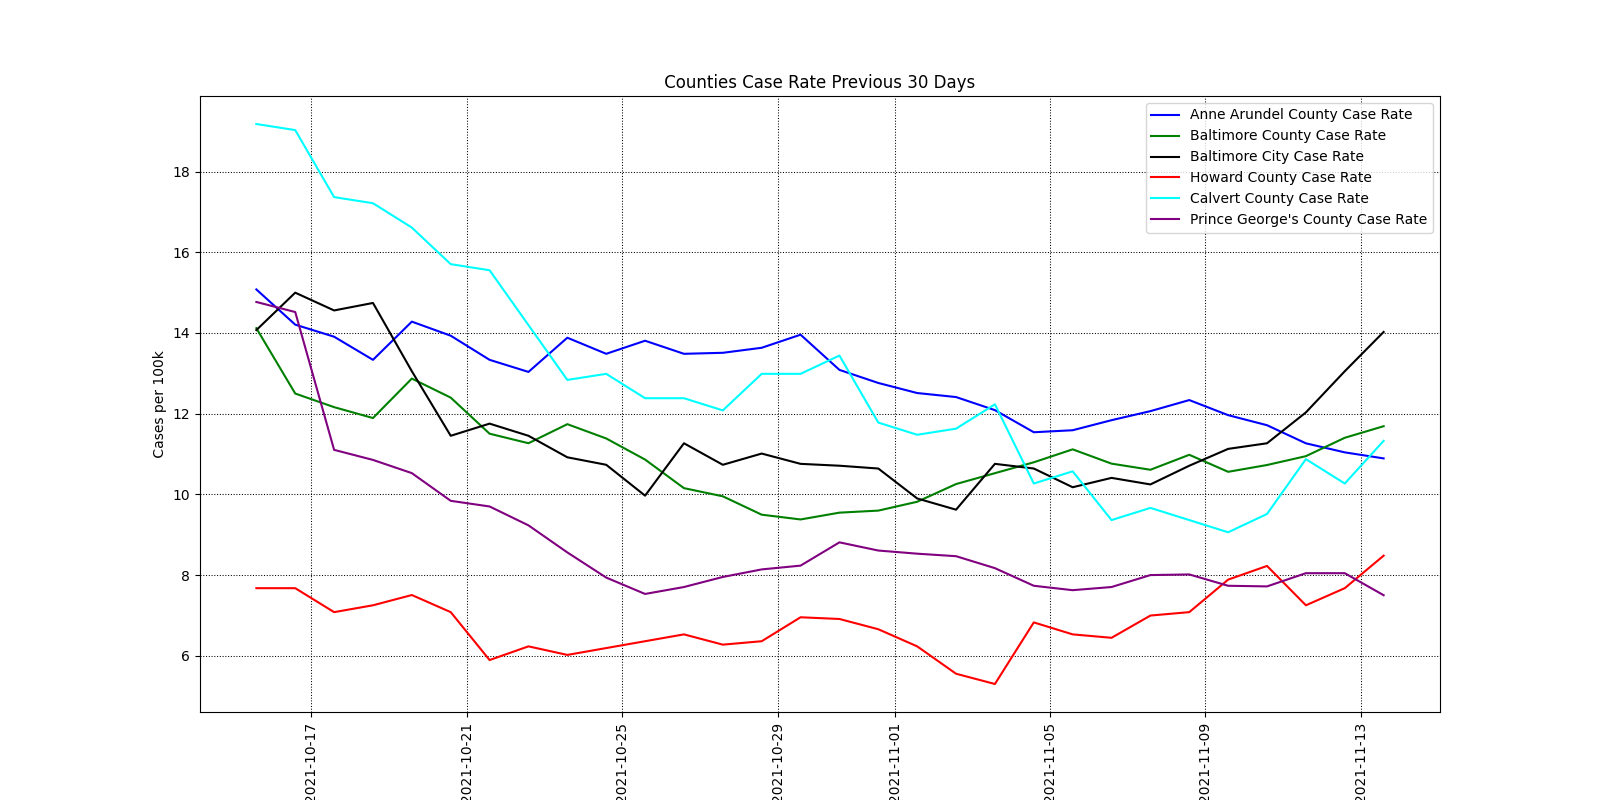 Counties Case Rate Previous 30 Days
Anne Arundel County Case Rate
Baltimore County Case Rate
Baltimore City Case Rate
Howard County Case Rate
Calvert County Case Rate
Prince George's County Case Rate
Cases per 100k
18
16
14
12
10
8
6
2021-10-17
2021-10-21
2021-10-25
2021-10-29
2021-11-01
2021-11-05
2021-11-09
2021-11-13